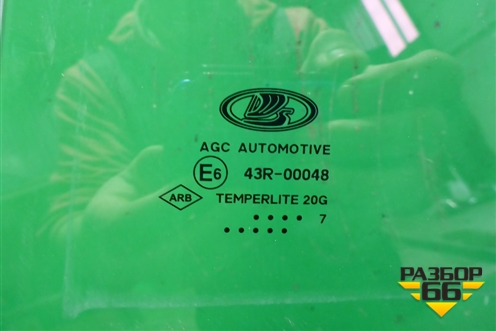 AGC AUTOMOTIVE
E6 43R-00048
ARB TEMPERLITE 20G
.... 7
.....
РАЗБОР
66